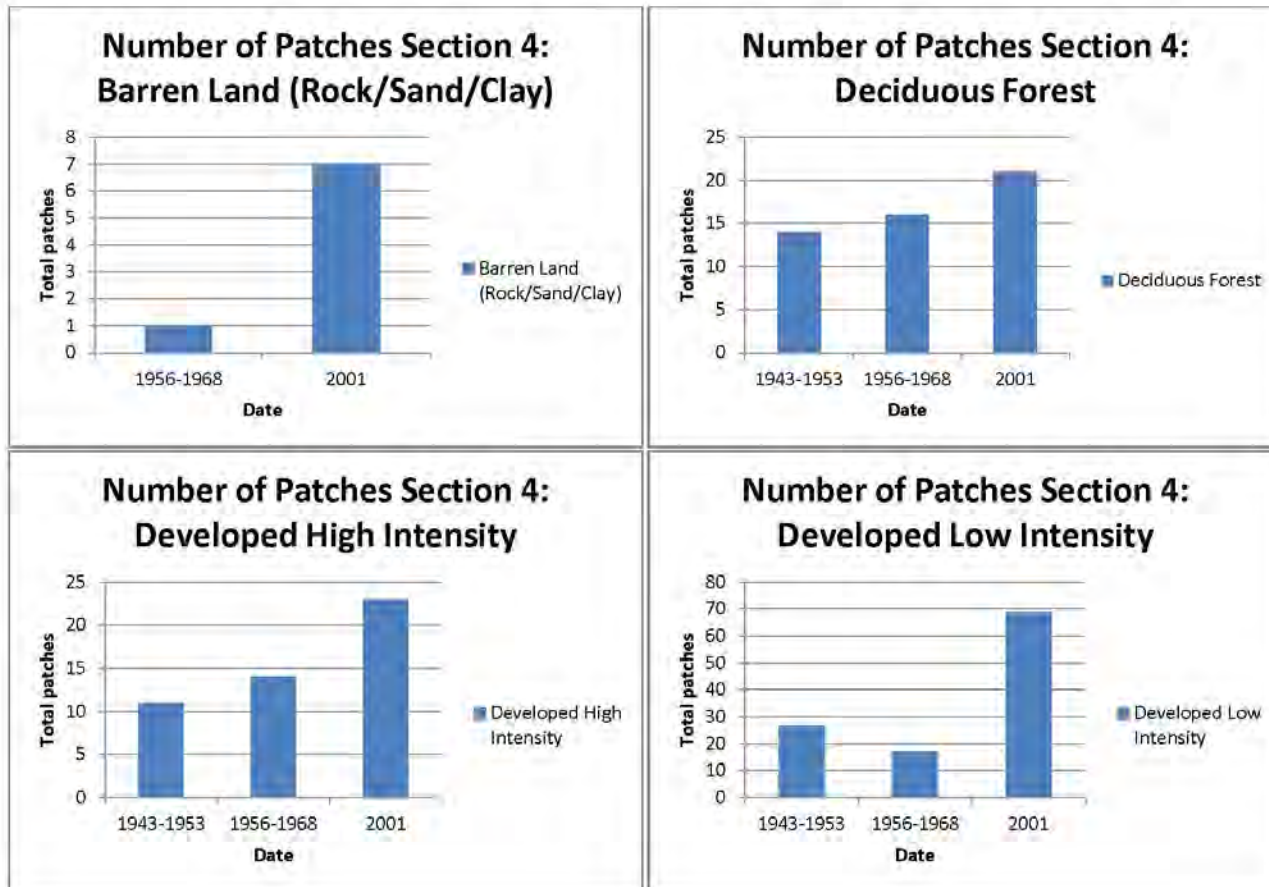 Number of Patches Section 4:
Barren Land (Rock/Sand/Clay)
8
7
6
5
4
3
2
1
0
Total patches
1956-1968
2001
Date
Barren Land
(Rock/Sand/Clay)
Number of Patches Section 4:
Deciduous Forest
25
20
15
10
5
0
Total patches
1943-1953
1956-1968
2001
Date
Deciduous Forest
Number of Patches Section 4:
Developed High Intensity
25
20
15
10
5
0
Total patches
1943-1953
1956-1968
2001
Date
Developed High
Intensity
Number of Patches Section 4:
Developed Low Intensity
80
70
60
50
40
30
20
10
0
Total patches
1943-1953
1956-1968
2001
Date
Developed Low
Intensity